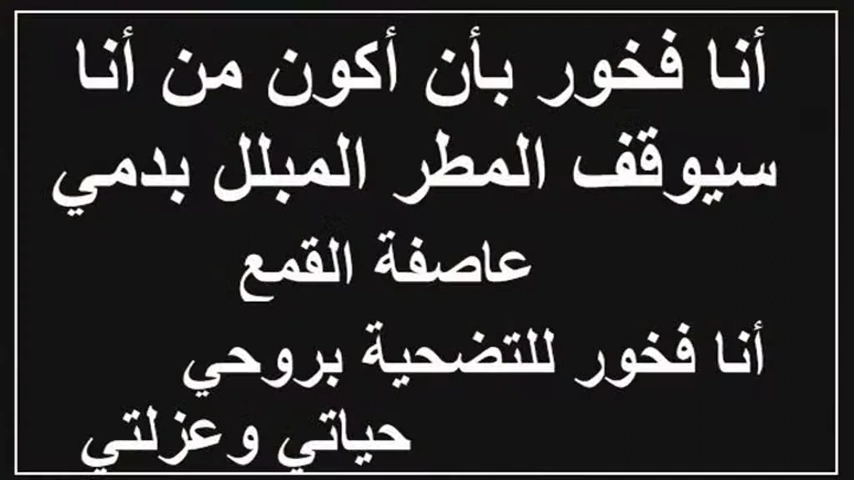 أنا فخور بأن أكون من أنا
سيوقف المطر المبلل بدمي
عاصفة القمع
أنا فخور للتضحية بروحي
حياتي وعزلتي